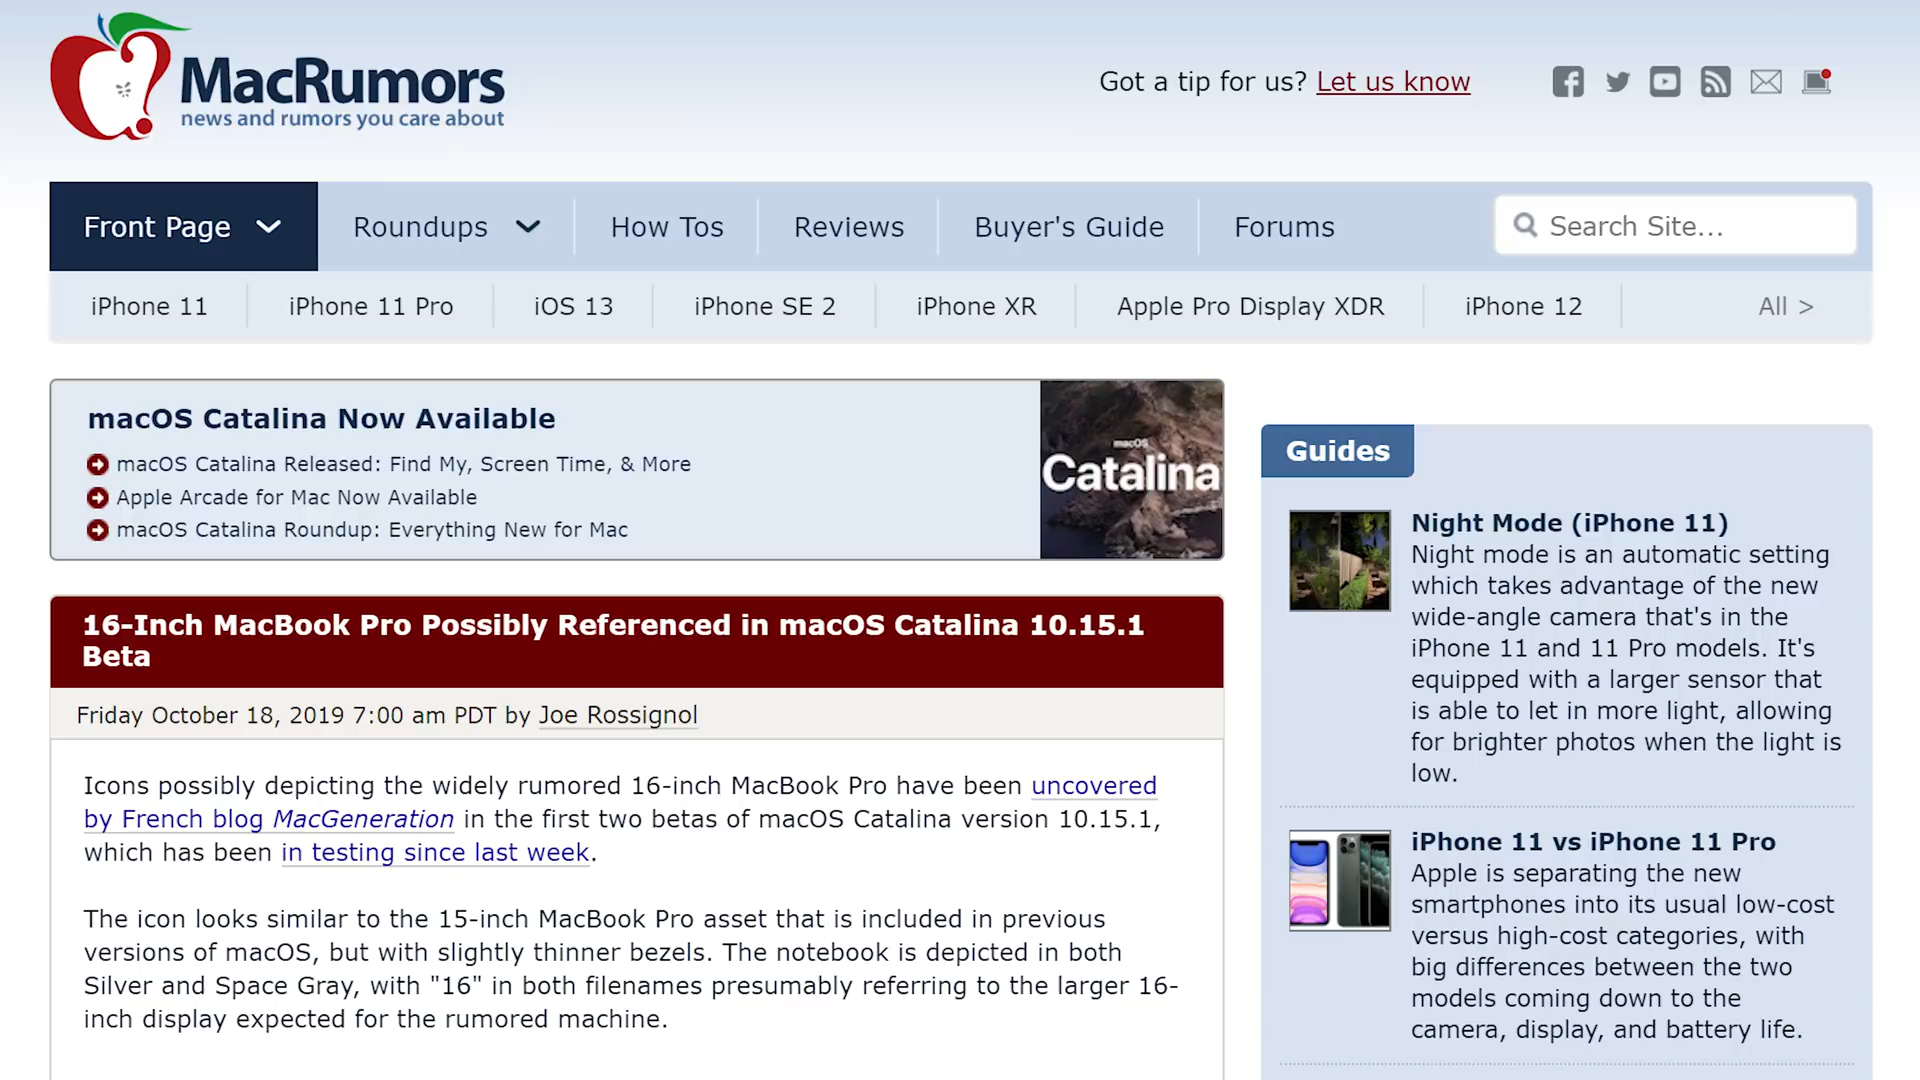 MacRumors
news and rumors you care about
Got a tip for us? Let us know
Front Page
Roundups
How Tos
Reviews
Buyer's Guide
Forums
Search Site...
iPhone 11
iPhone 11 Pro
iOS 13
iPhone SE 2
iPhone XR
Apple Pro Display XDR
iPhone 12
All >
macOS Catalina Now Available
macOS Catalina Released: Find My, Screen Time, & More
Apple Arcade for Mac Now Available
macOS Catalina Roundup: Everything New for Mac
macOS
Catalina
16-Inch MacBook Pro Possibly Referenced in macOS Catalina 10.15.1
Beta
Friday October 18, 2019 7:00 am PDT by Joe Rossignol
Icons possibly depicting the widely rumored 16-inch MacBook Pro have been uncovered
by French blog MacGeneration in the first two betas of macOS Catalina version 10.15.1,
which has been in testing since last week.
The icon looks similar to the 15-inch MacBook Pro asset that is included in previous
versions of macOS, but with slightly thinner bezels. The notebook is depicted in both
Silver and Space Gray, with "16" in both filenames presumably referring to the larger 16-
inch display expected for the rumored machine.
Guides
Night Mode (iPhone 11)
Night mode is an automatic setting
which takes advantage of the new
wide-angle camera that's in the
iPhone 11 and 11 Pro models. It's
equipped with a larger sensor that
is able to let in more light, allowing
for brighter photos when the light is
low.
iPhone 11 vs iPhone 11 Pro
Apple is separating the new
smartphones into its usual low-cost
versus high-cost categories, with
big differences between the two
models coming down to the
camera, display, and battery life.